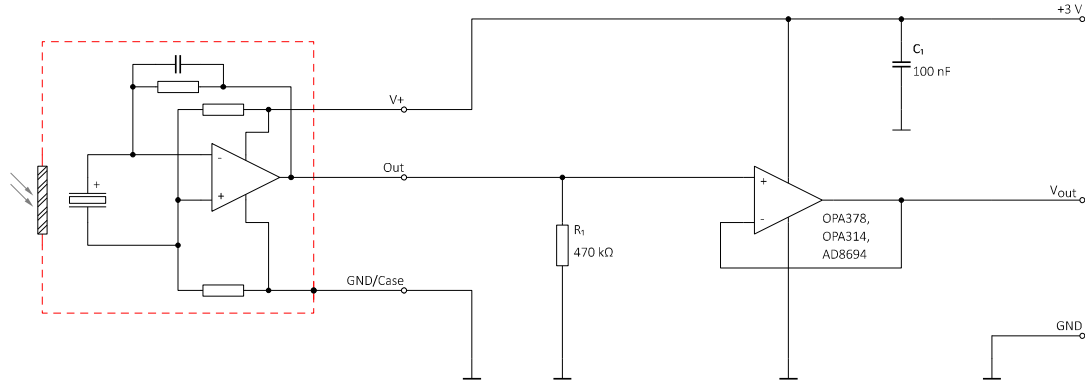 +3 V
C₁
100 nF
V+
-
+
+
Out
+
-
Vout
OPA378,
OPA314,
AD8694
R₁
470 kΩ
GND/Case
GND